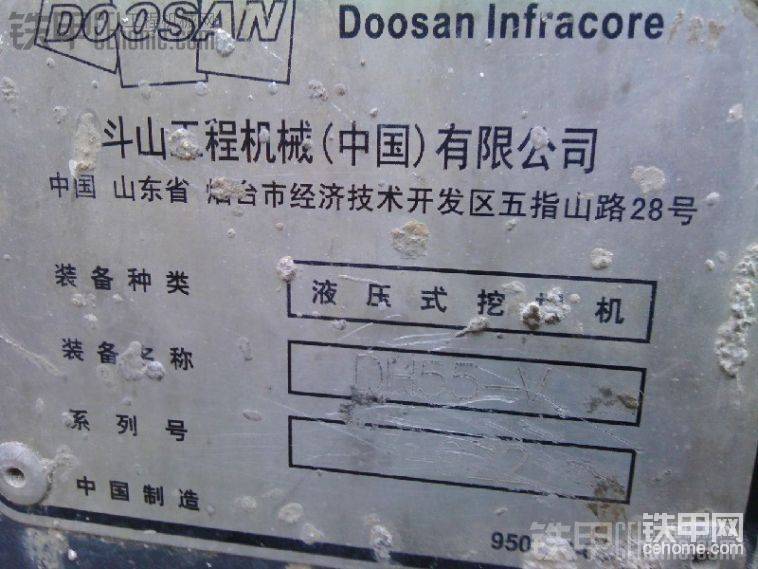 DOOSAN Doosan Infracore
斗山工程机械(中国)有限公司
中国 山东省 烟台市经济技术开发区五指山路28号
装备种类 液压式挖掘机
装备名称 DH55-V
系列号
中国制造
950
铁甲网
cehome.com